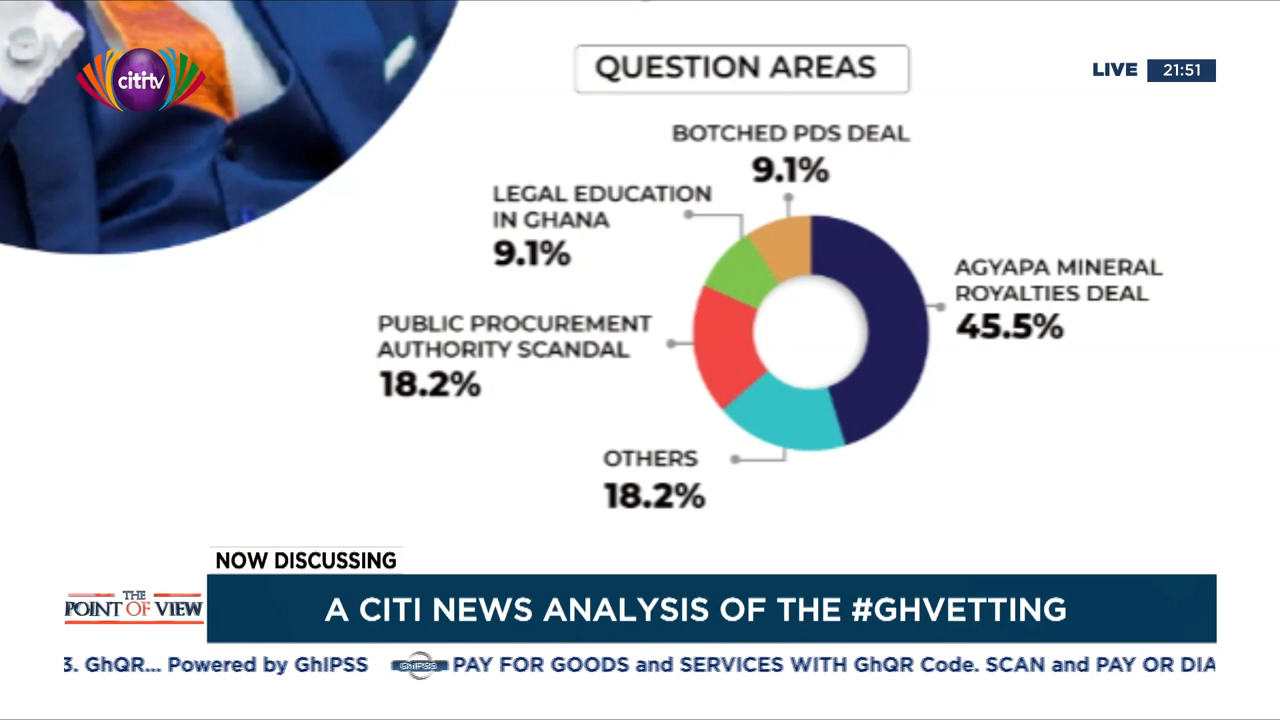 citi tv
QUESTION AREAS
LIVE 21:51
BOTCHED PDS DEAL
9.1%
LEGAL EDUCATION
IN GHANA
9.1%
AGYAPA MINERAL
ROYALTIES DEAL
45.5%
PUBLIC PROCUREMENT
AUTHORITY SCANDAL
18.2%
OTHERS
18.2%
NOW DISCUSSING
THE
POINT OF VIEW
A CITI NEWS ANALYSIS OF THE #GHVETTING
3. GhQR... Powered by GhIPSS GhIPSS PAY FOR GOODS and SERVICES WITH GhQR Code. SCAN and PAY OR DIA